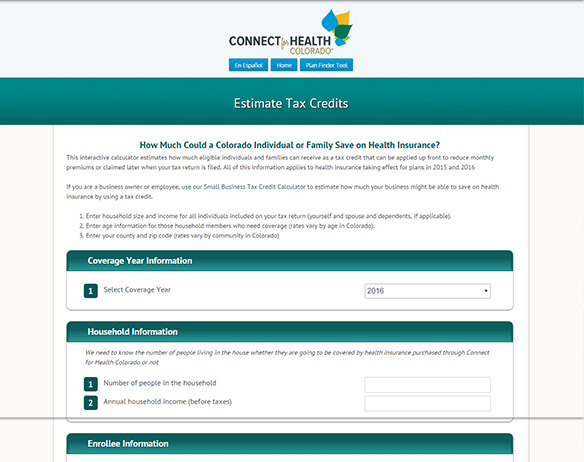 CONNECT for HEALTH
COLORADO
En Español Home Plan Finder Tool
Estimate Tax Credits
How Much Could a Colorado Individual or Family Save on Health Insurance?
This interactive calculator estimates how much eligible individuals and families can receive as a tax credit that can be applied up front to reduce monthly
premiums or claimed later when your tax return is filed. All of this information applies to health insurance taking effect for plans in 2015 and 2016
If you are a business owner or employee, use our Small Business Tax Credit Calculator to estimate how much your business might be able to save on health
insurance by using a tax credit.
1. Enter household size and income for all individuals included on your tax return (yourself and spouse and dependents, if applicable).
2. Enter age information for those household members who need coverage (rates vary by age in Colorado).
3. Enter your county and zip code (rates vary by community in Colorado)
Coverage Year Information
1 Select Coverage Year 2016
Household Information
We need to know the number of people living in the house whether they are going to be covered by health insurance purchased through Connect
for Health Colorado or not
1 Number of people in the household
2 Annual household income (before taxes)
Enrollee Information